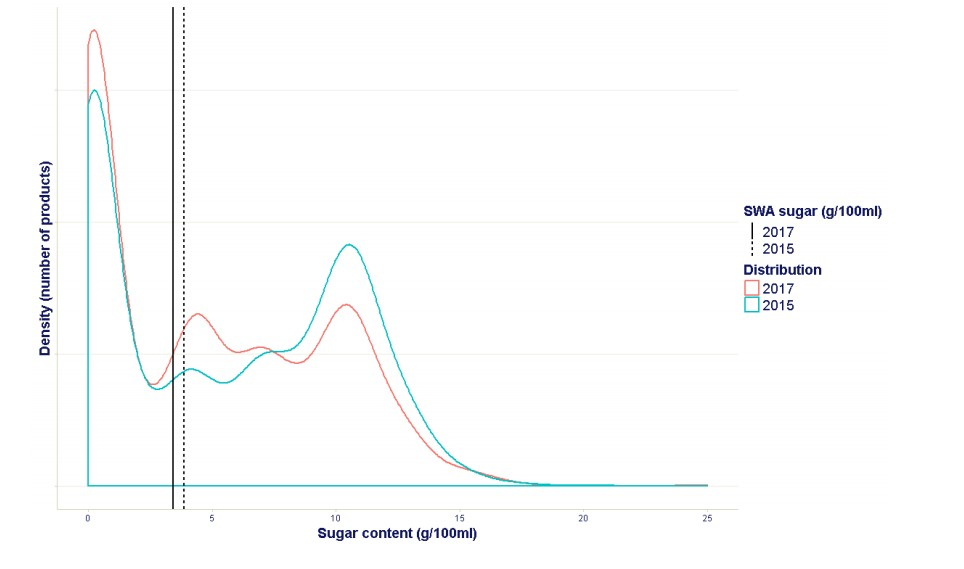 Density (number of products)
SWA sugar (g/100ml)
2017
2015
Distribution
2017
2015
0 5 10 15 20 25
Sugar content (g/100ml)